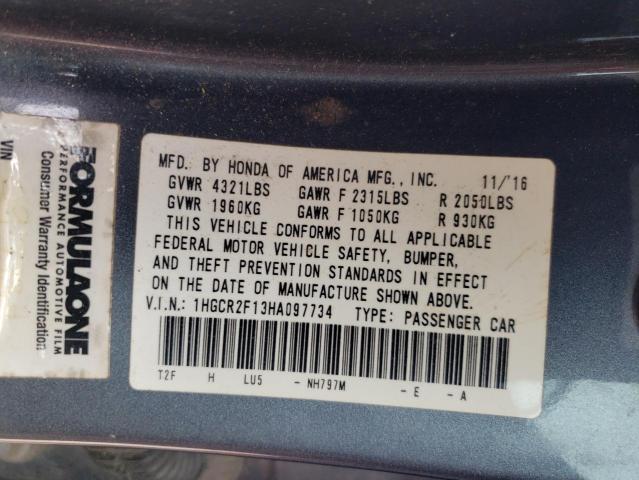 MFD. BY HONDA OF AMERICA MFG., INC. 11/'16
GVWR 4321LBS GAWR F 2315LBS R 2050LBS
GVWR 1960KG GAWR F 1050KG R 930KG
THIS VEHICLE CONFORMS TO ALL APPLICABLE
FEDERAL MOTOR VEHICLE SAFETY, BUMPER,
AND THEFT PREVENTION STANDARDS IN EFFECT
ON THE DATE OF MANUFACTURE SHOWN ABOVE.
V.I.N.: 1HGCR2F13HA097734 TYPE: PASSENGER CAR
T2F H LU5 - NH797M - E - A
FORMULAONE
PERFORMANCE AUTOMOTIVE FILM
Consumer Warranty Identification
VIN